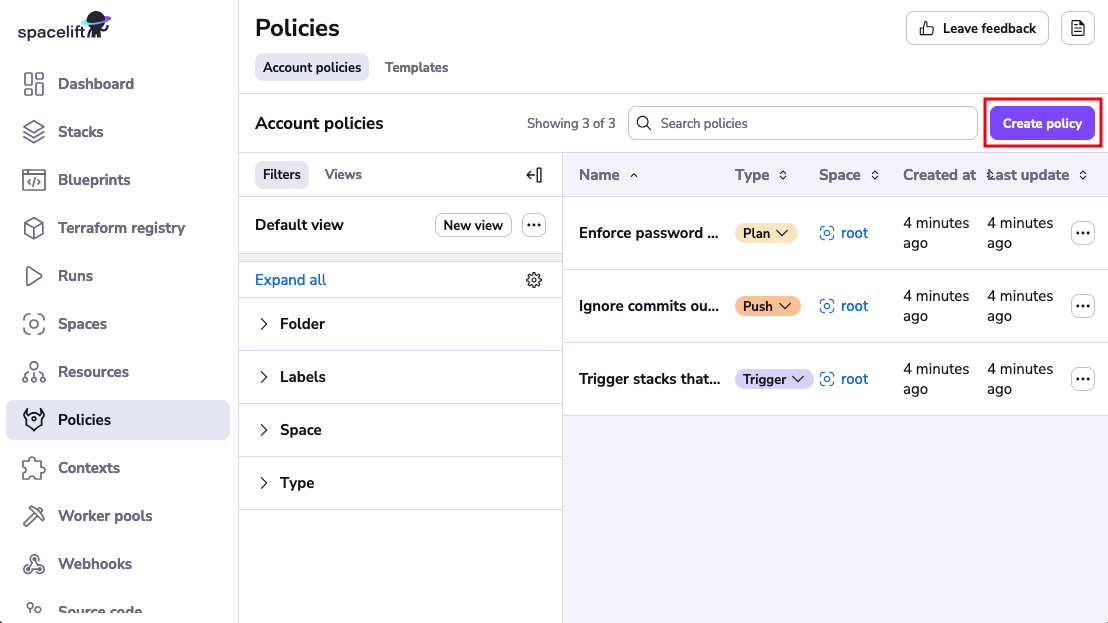 spacelift
Dashboard
Stacks
Blueprints
Terraform registry
Runs
Spaces
Resources
Policies
Contexts
Worker pools
Webhooks
Source code
Policies
Leave feedback
Account policies Templates
Account policies
Showing 3 of 3
Search policies
Create policy
Filters Views
Default view
New view
Expand all
Folder
Labels
Space
Type
Name Type Space Created at Last update
Enforce password ... Plan root 4 minutes ago 4 minutes ago
Ignore commits ou... Push root 4 minutes ago 4 minutes ago
Trigger stacks that... Trigger root 4 minutes ago 4 minutes ago